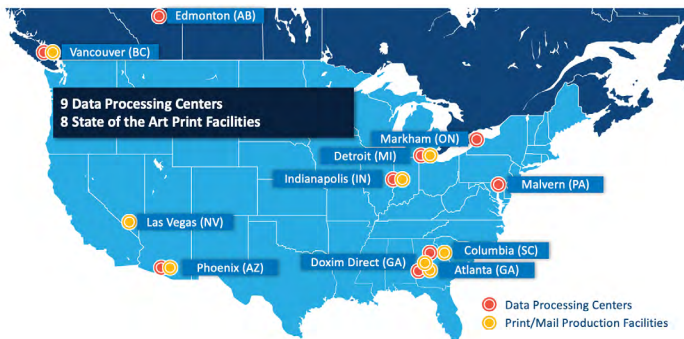 Edmonton (AB)
Vancouver (BC)
9 Data Processing Centers
8 State of the Art Print Facilities
Markham (ON)
Detroit (MI)
Indianapolis (IN)
Malvern (PA)
Las Vegas (NV)
Columbia (SC)
Doxim Direct (GA)
Phoenix (AZ)
Atlanta (GA)
Data Processing Centers
Print/Mail Production Facilities